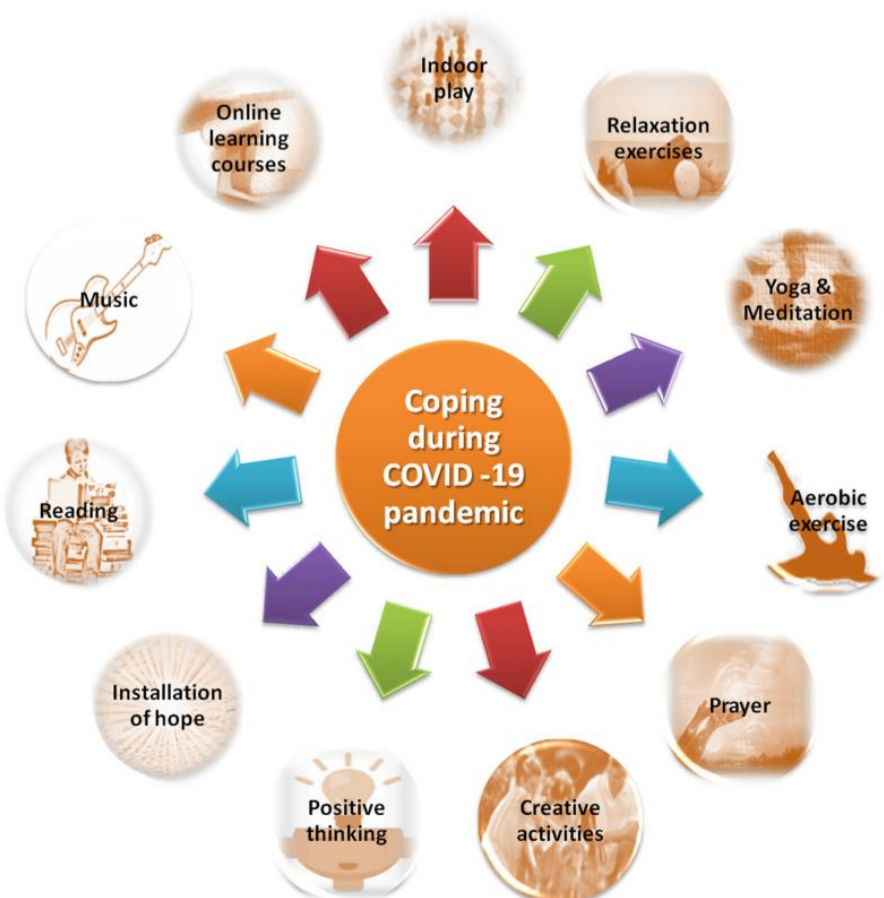 Coping
during
COVID -19
pandemic
Indoor
play
Relaxation
exercises
Yoga &
Meditation
Aerobic
exercise
Prayer
Creative
activities
Positive
thinking
Installation
of hope
Reading
Music
Online
learning
courses